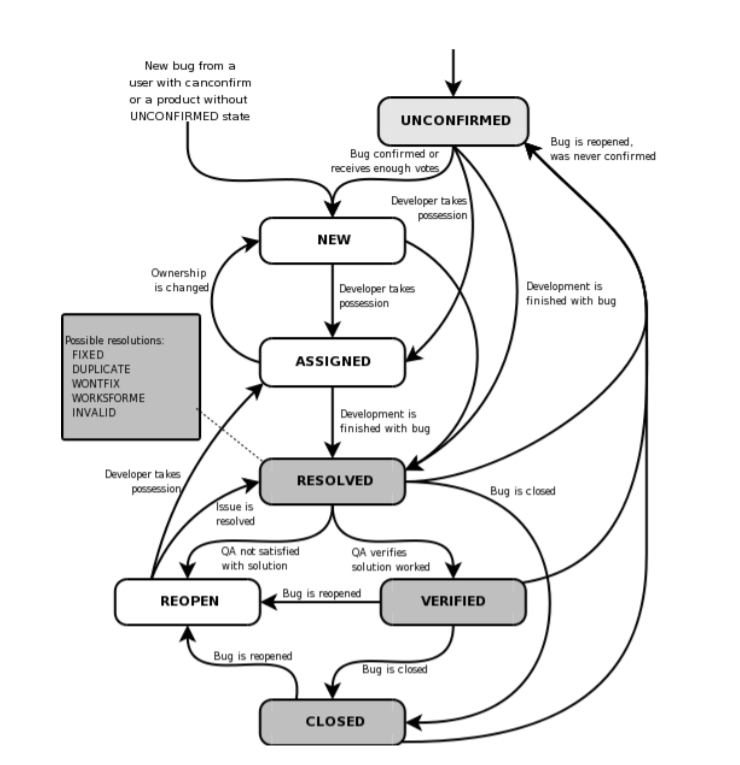 New bug from a
user with canconfirm
or a product without
UNCONFIRMED state
UNCONFIRMED
Bug is reopened,
was never confirmed
Bug confirmed or
receives enough votes
Developer takes
possession
NEW
Ownership
is changed
Developer takes
possession
Development is
finished with bug
Possible resolutions:
FIXED
DUPLICATE
WONTFIX
WORKSFORME
INVALID
ASSIGNED
Development is
finished with bug
Developer takes
possession
RESOLVED
Bug is closed
Issue is
resolved
QA not satisfied
with solution
QA verifies
solution worked
REOPEN
Bug is reopened
VERIFIED
Bug is reopened
Bug is closed
CLOSED